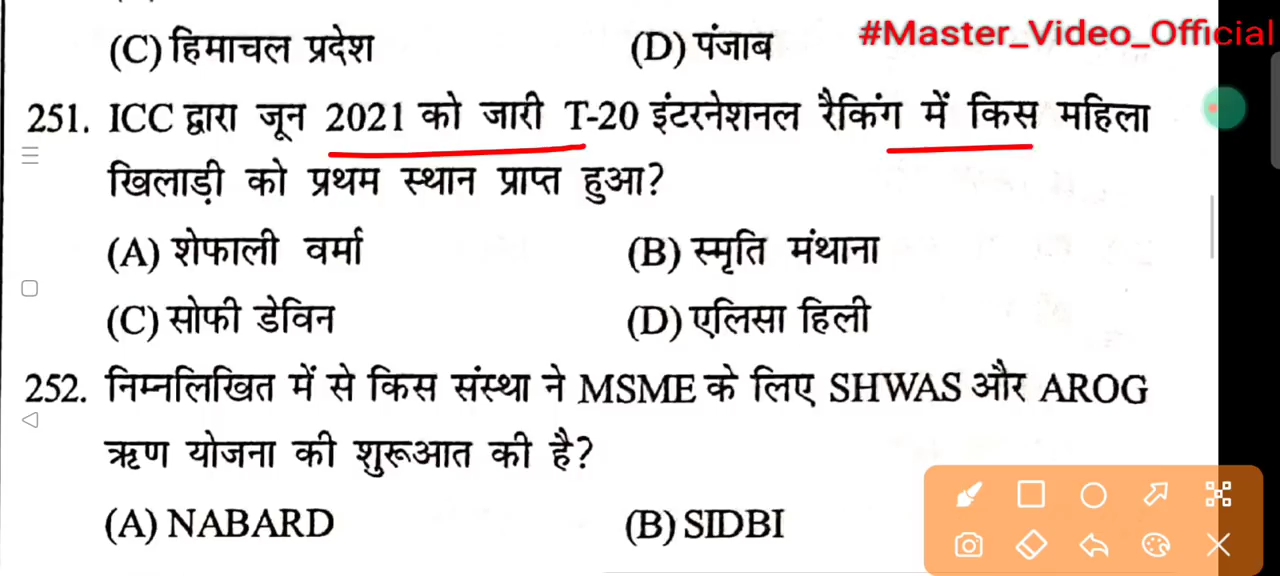 (C) हिमाचल प्रदेश (D) पंजाब
#Master_Video_Official
251. ICC द्वारा जून 2021 को जारी T-20 इंटरनेशनल रैकिंग में किस महिला
खिलाड़ी को प्रथम स्थान प्राप्त हुआ?
(A) शेफाली वर्मा (B) स्मृति मंथाना
(C) सोफी डेविन (D) एलिसा हिली
252. निम्नलिखित में से किस संस्था ने MSME के लिए SHWAS और AROG
ऋण योजना की शुरूआत की है?
(A) NABARD (B) SIDBI